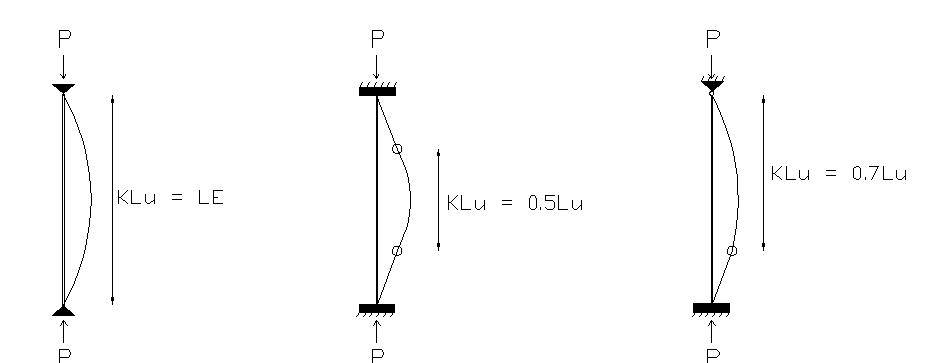 P P P
KLu = LE
KLu = 0.5Lu
KLu = 0.7Lu
P P P